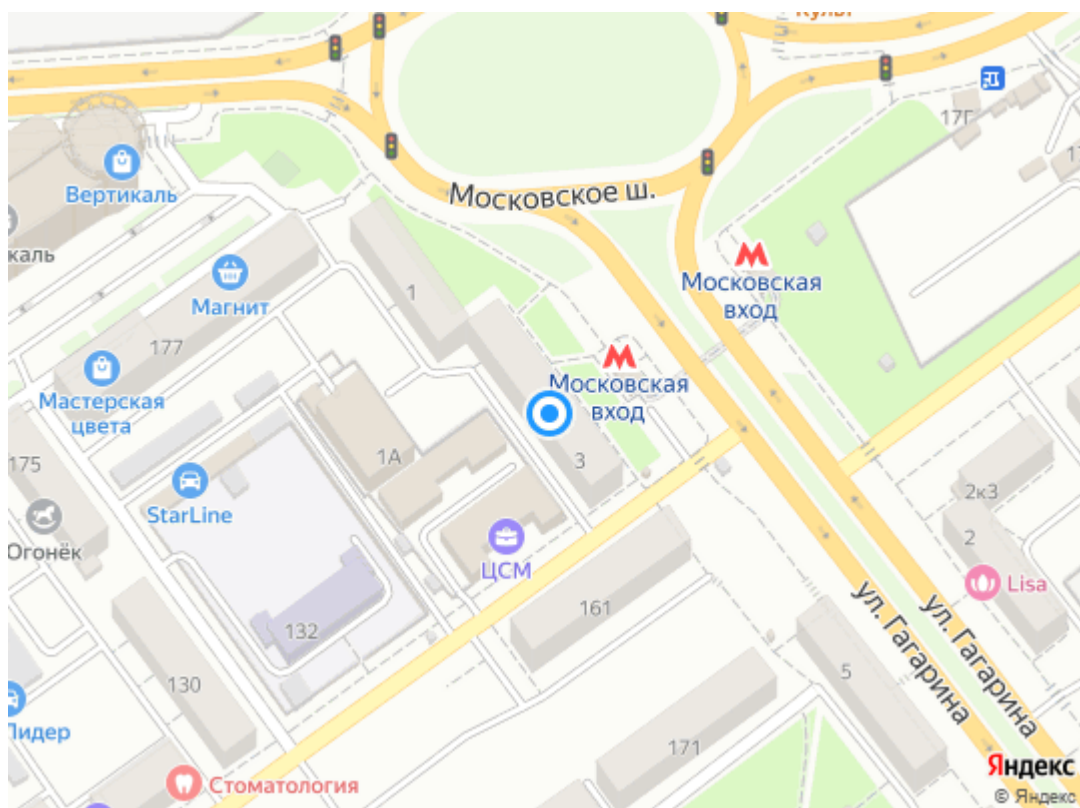 17Г
Вертикаль
Московское ш.
каль
Московская
вход
Магнит
1
177
Московская
вход
Мастерская
цвета
1А
3
175
2к3
StarLine
2
Огонёк
ЦСМ
Lisa
161
ул. Гагарина
ул. Гагарина
132
130
5
Лидер
171
Стоматология
Яндекс
© Яндекс